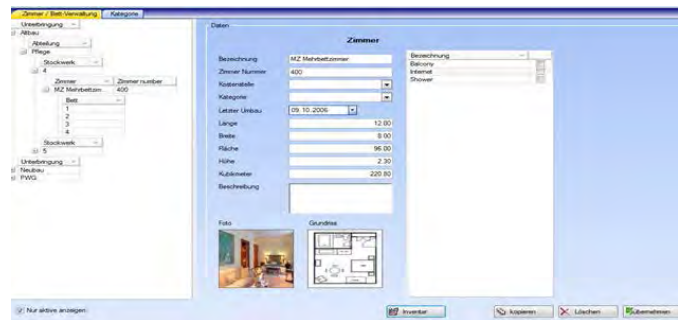 Zimmer / Bett-Verwaltung Kategorie
Unterbringung
Altbau
Abteilung
Pflege
Stockwerk
4
Zimmer Zimmer number
MZ Mehrbettzim 400
Bett
1
2
3
4
Stockwerk
5
Unterbringung
Neubau
PWG
Nur aktive anzeigen
Daten
Zimmer
Bezeichnung MZ Mehrbettzimmer
Zimmer Nummer 400
Kostenstelle
Kategorie
Letzter Umbau 09.10.2006
Länge 12.00
Breite 8.00
Fläche 96.00
Höhe 2.30
Kubikmeter 220.80
Beschreibung
Foto Grundriss
Bezeichnung
Balcony
Internet
Shower
Inventar kopieren Löschen Übernehmen